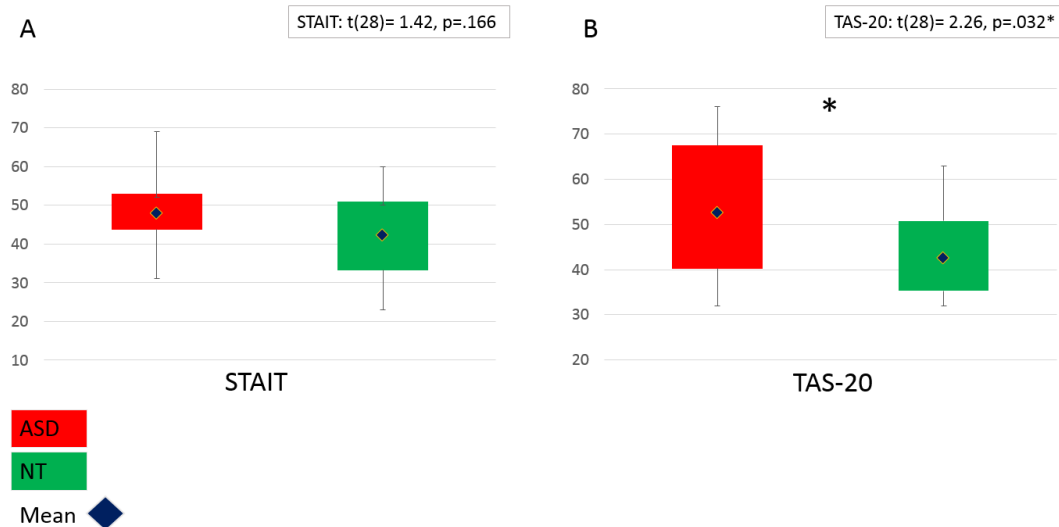 A
STAIT: t(28)= 1.42, p=.166
80
70
60
50
40
30
20
10
STAIT
B
TAS-20: t(28)= 2.26, p=.032*
*
80
70
60
50
40
30
20
TAS-20
ASD
NT
Mean